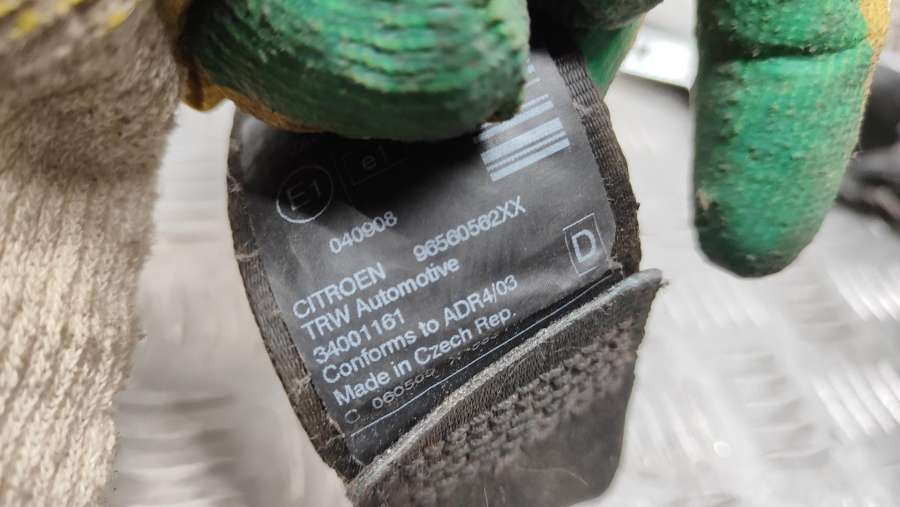 E1 e1
040908
CITROEN 96560562XX
TRW Automotive
34001161 D
Conforms to ADR4/03
Made in Czech Rep.
C